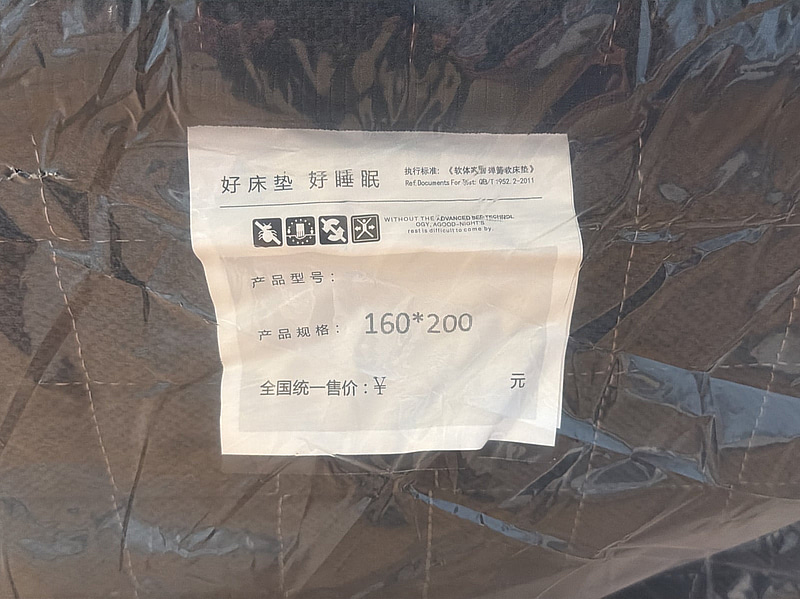 好床垫 好睡眠
执行标准：《软体家具 弹簧软床垫》
Ref.Documents For Stat: QB/T 1952.2-2011
WITHOUT THE ADVANCED BED TECHNOL
OGY, AGOOD-NIGHT'S
rest is difficult to come by.
产品型号：
产品规格： 160*200
全国统一售价：¥ 元